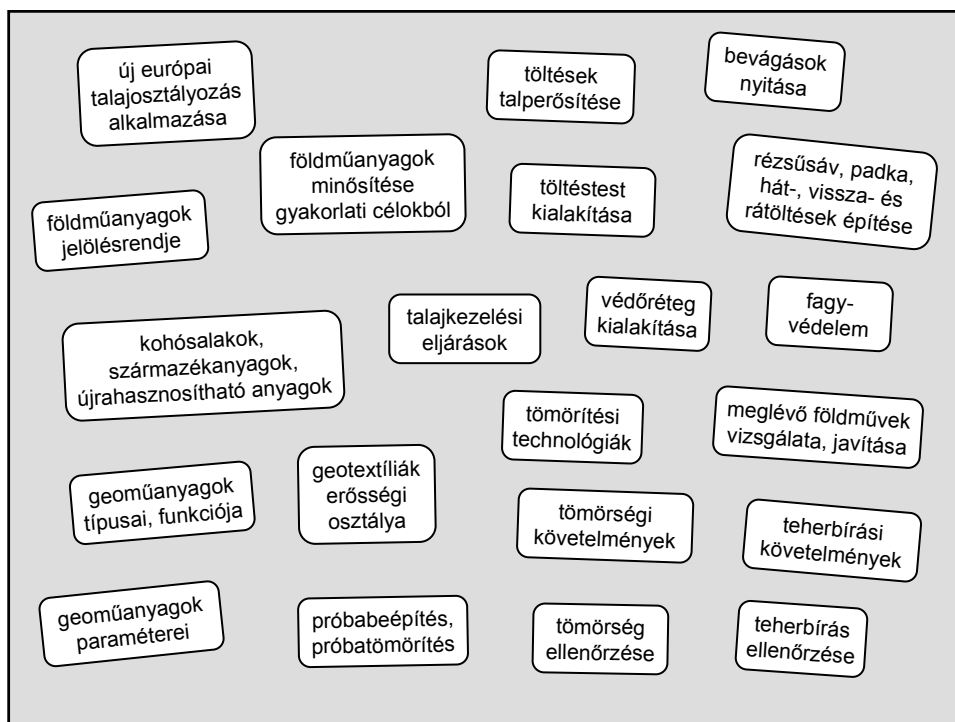 új európai
talajosztályozás
alkalmazása
töltések
talperősítése
bevágások
nyitása
földműanyagok
minősítése
gyakorlati célokból
töltéstest
kialakítása
rézsűsáv, padka,
hát-, vissza- és
rátöltések építése
földműanyagok
jelölésrendje
kohósalakok,
származékanyagok,
újrahasznosítható anyagok
talajkezelési
eljárások
védőréteg
kialakítása
fagy-
védelem
tömörítési
technológiák
meglévő földművek
vizsgálata, javítása
geoműanyagok
típusai, funkciója
geotextíliák
erősségi
osztálya
tömörségi
követelmények
teherbírási
követelmények
geoműanyagok
paraméterei
próbabeépítés,
próbatömörítés
tömörség
ellenőrzése
teherbírás
ellenőrzése